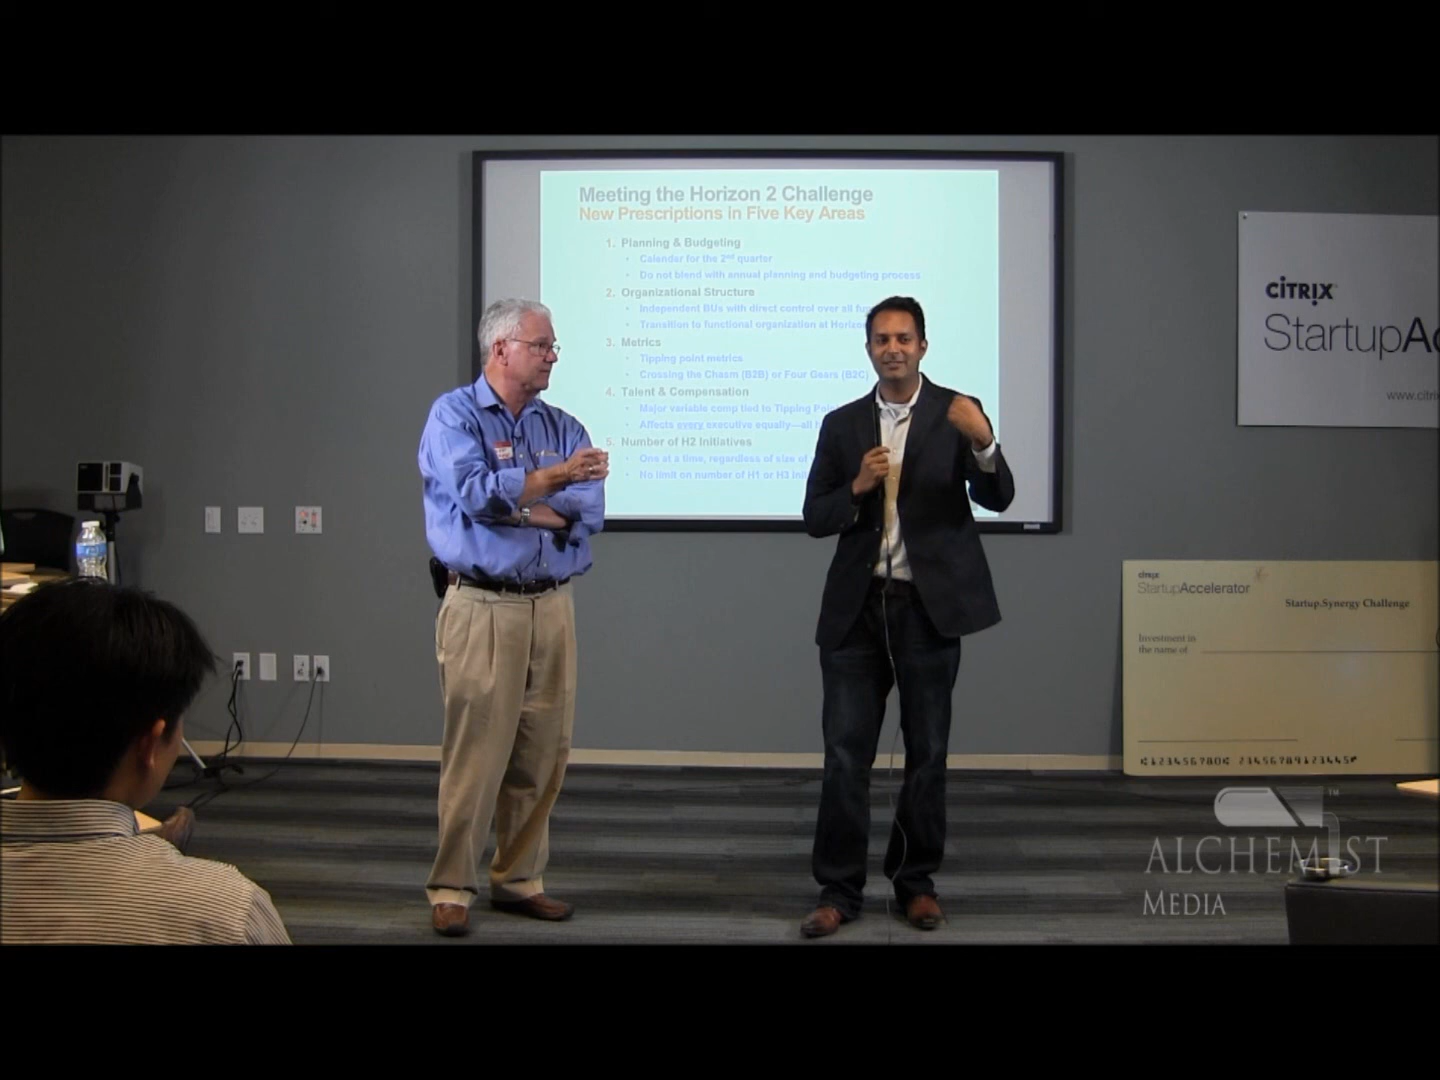 Meeting the Horizon 2 Challenge
New Prescriptions in Five Key Areas
1. Planning & Budgeting
• Calendar for the 2nd quarter
• Do not blend with annual planning and budgeting process
2. Organizational Structure
• Independent BUs with direct control over all
• Transition to functional organization at
3. Metrics
• Tipping point metrics
• Crossing the Chasm (B2B) or Four Gears (B2C)
4. Talent & Compensation
• Major variable comp tied to Tipping
• Affects every executive equally—all
5. Number of H2 Initiatives
• One at a time, regardless of size of
• No limit on number of H1 or H3
CİTRIX
StartupAc
www.citrix
citrix
StartupAccelerator
Startup.Synergy Challenge
Investment in
the name of
ALCHEMIST
MEDIA
TM